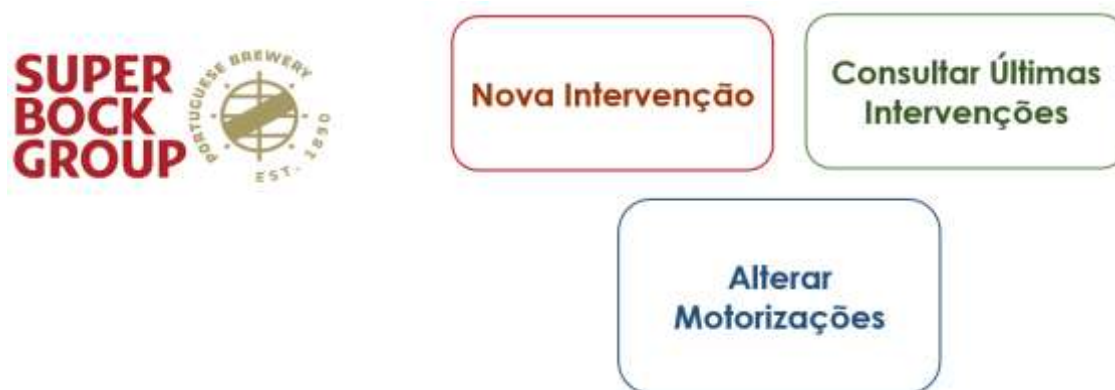 SUPER
BOCK
GROUP
PORTUGUESE BREWERY
EST. 1890
Nova Intervenção
Consultar Últimas
Intervenções
Alterar
Motorizações